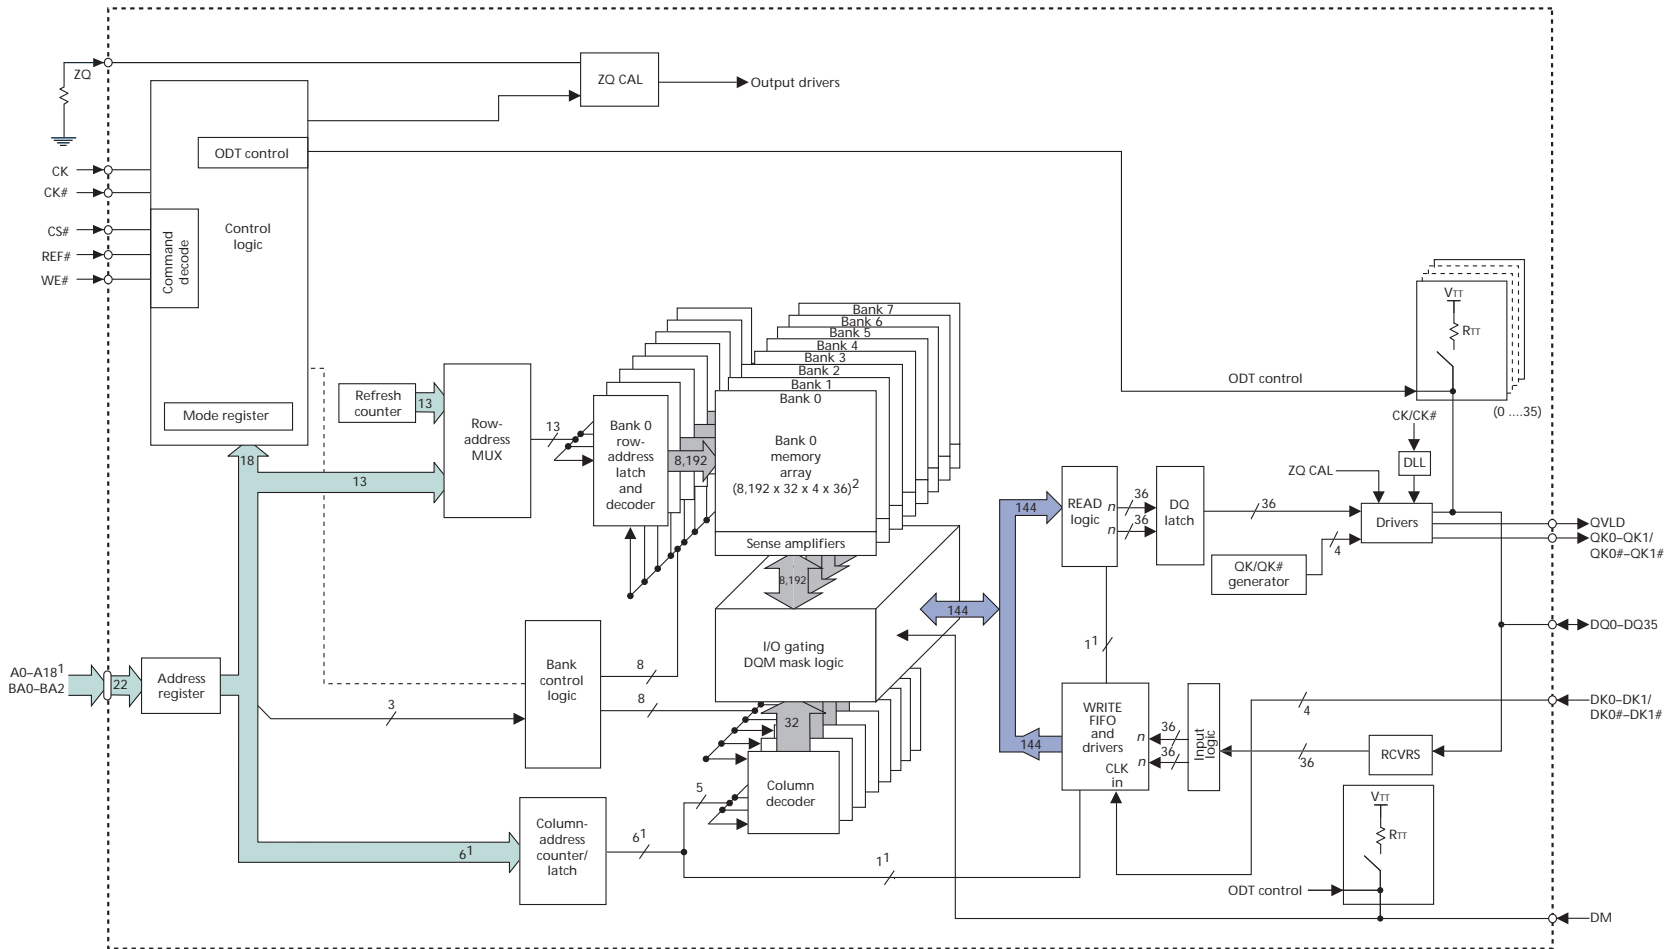 ZQ
ZQ CAL
Output drivers
ODT control
CK
CK#
CS#
REF#
WE#
Command
decode
Control
logic
Mode register
Refresh
counter
13
Row-
address
MUX
13
18
13
Bank 0
row-
address
latch
and
decoder
8,192
Bank 7
Bank 6
Bank 5
Bank 4
Bank 3
Bank 2
Bank 1
Bank 0
Bank 0
memory
array
(8,192 x 32 x 4 x 36)2
Sense amplifiers
8,192
I/O gating
DQM mask logic
32
Column
decoder
5
Bank
control
logic
8
8
3
A0–A181
BA0–BA2
22
Address
register
61
Column-
address
counter/
latch
61
11
144
144
144
READ
logic
n
n
36
36
DQ
latch
36
11
WRITE
FIFO
and
drivers
n
n
CLK
in
36
36
Input
logic
36
RCVRS
ODT control
VTT
RTT
(0 ....35)
CK/CK#
DLL
ZQ CAL
Drivers
4
QK/QK#
generator
QVLD
QK0–QK1/
QK0#–QK1#
DQ0–DQ35
4
DK0–DK1/
DK0#–DK1#
VTT
RTT
ODT control
DM